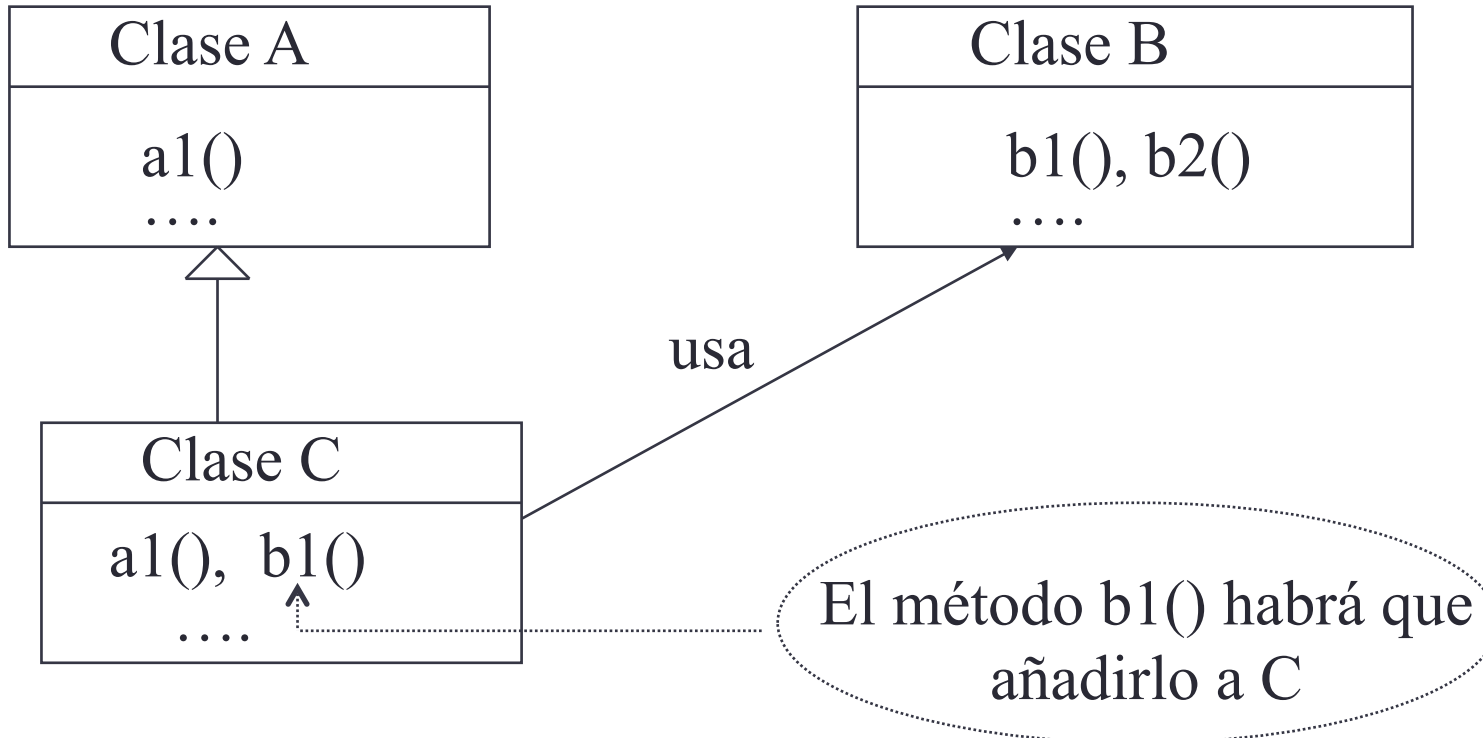 Clase A
a1()
....
Clase B
b1(), b2()
....
usa
Clase C
a1(), b1()
....
El método b1() habrá que
añadirlo a C